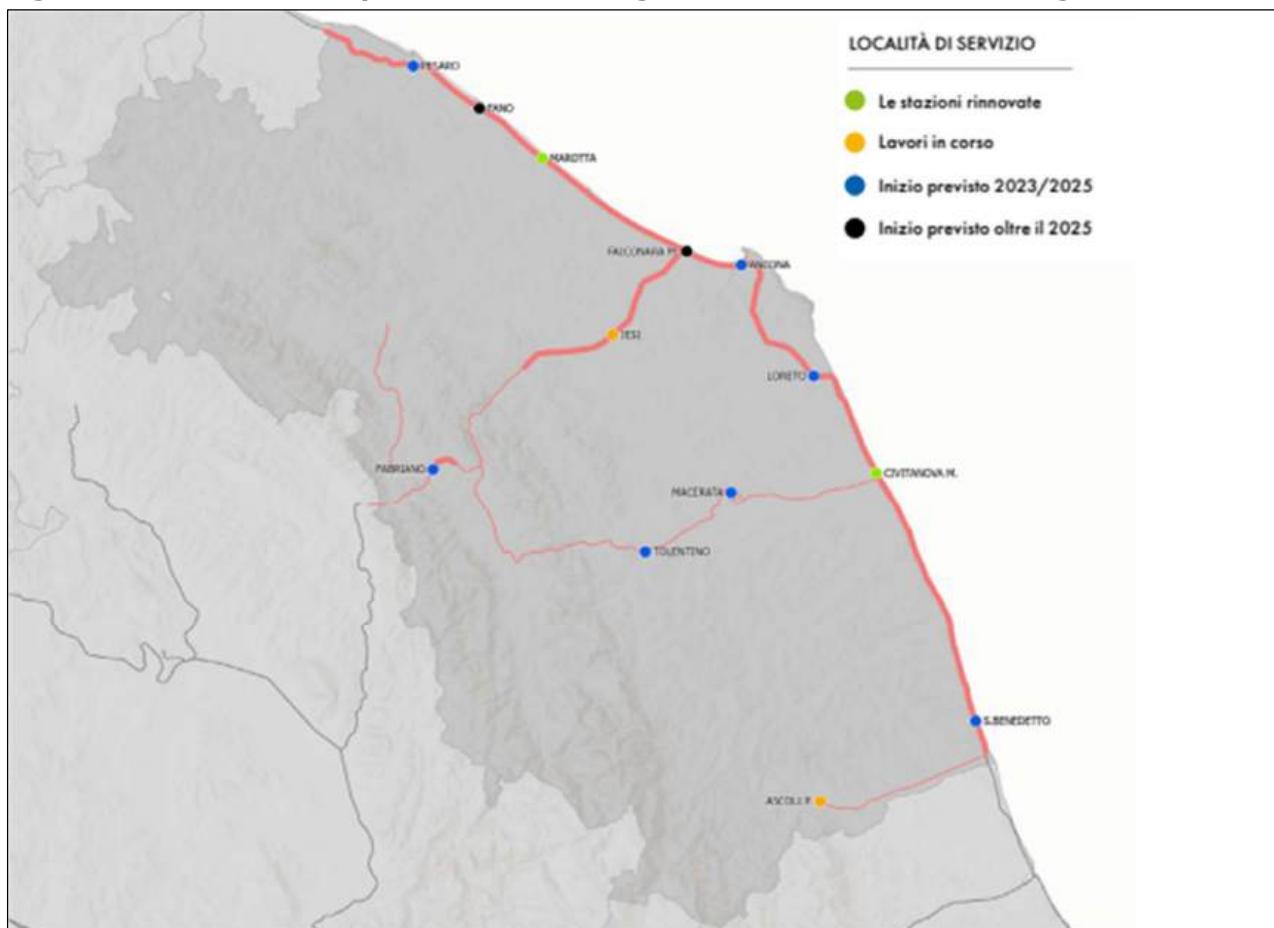 LOCALITÀ DI SERVIZIO
Le stazioni rinnovate
Lavori in corso
Inizio previsto 2023/2025
Inizio previsto oltre il 2025
PESARO
FANO
MAROTTA
FALCONARA M.
ANCONA
JESI
LORETO
FABRIANO
CIVITANOVA M.
MACERATA
TOLENTINO
S.BENEDETTO
ASCOLI P.